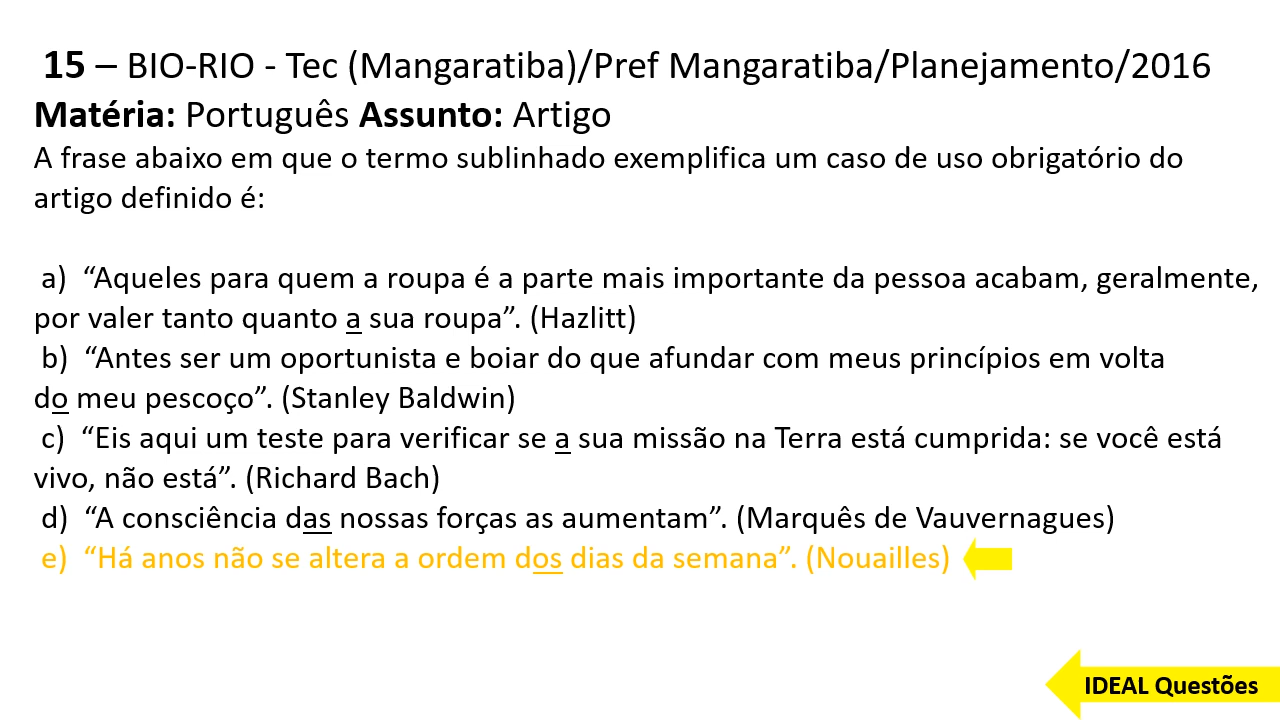 15 – BIO-RIO - Tec (Mangaratiba)/Pref Mangaratiba/Planejamento/2016
Matéria: Português Assunto: Artigo
A frase abaixo em que o termo sublinhado exemplifica um caso de uso obrigatório do
artigo definido é:
a) “Aqueles para quem a roupa é a parte mais importante da pessoa acabam, geralmente,
por valer tanto quanto a sua roupa”. (Hazlitt)
b) “Antes ser um oportunista e boiar do que afundar com meus princípios em volta
do meu pescoço”. (Stanley Baldwin)
c) “Eis aqui um teste para verificar se a sua missão na Terra está cumprida: se você está
vivo, não está”. (Richard Bach)
d) “A consciência das nossas forças as aumentam”. (Marquês de Vauvernagues)
e) “Há anos não se altera a ordem dos dias da semana”. (Nouailles)
IDEAL Questões